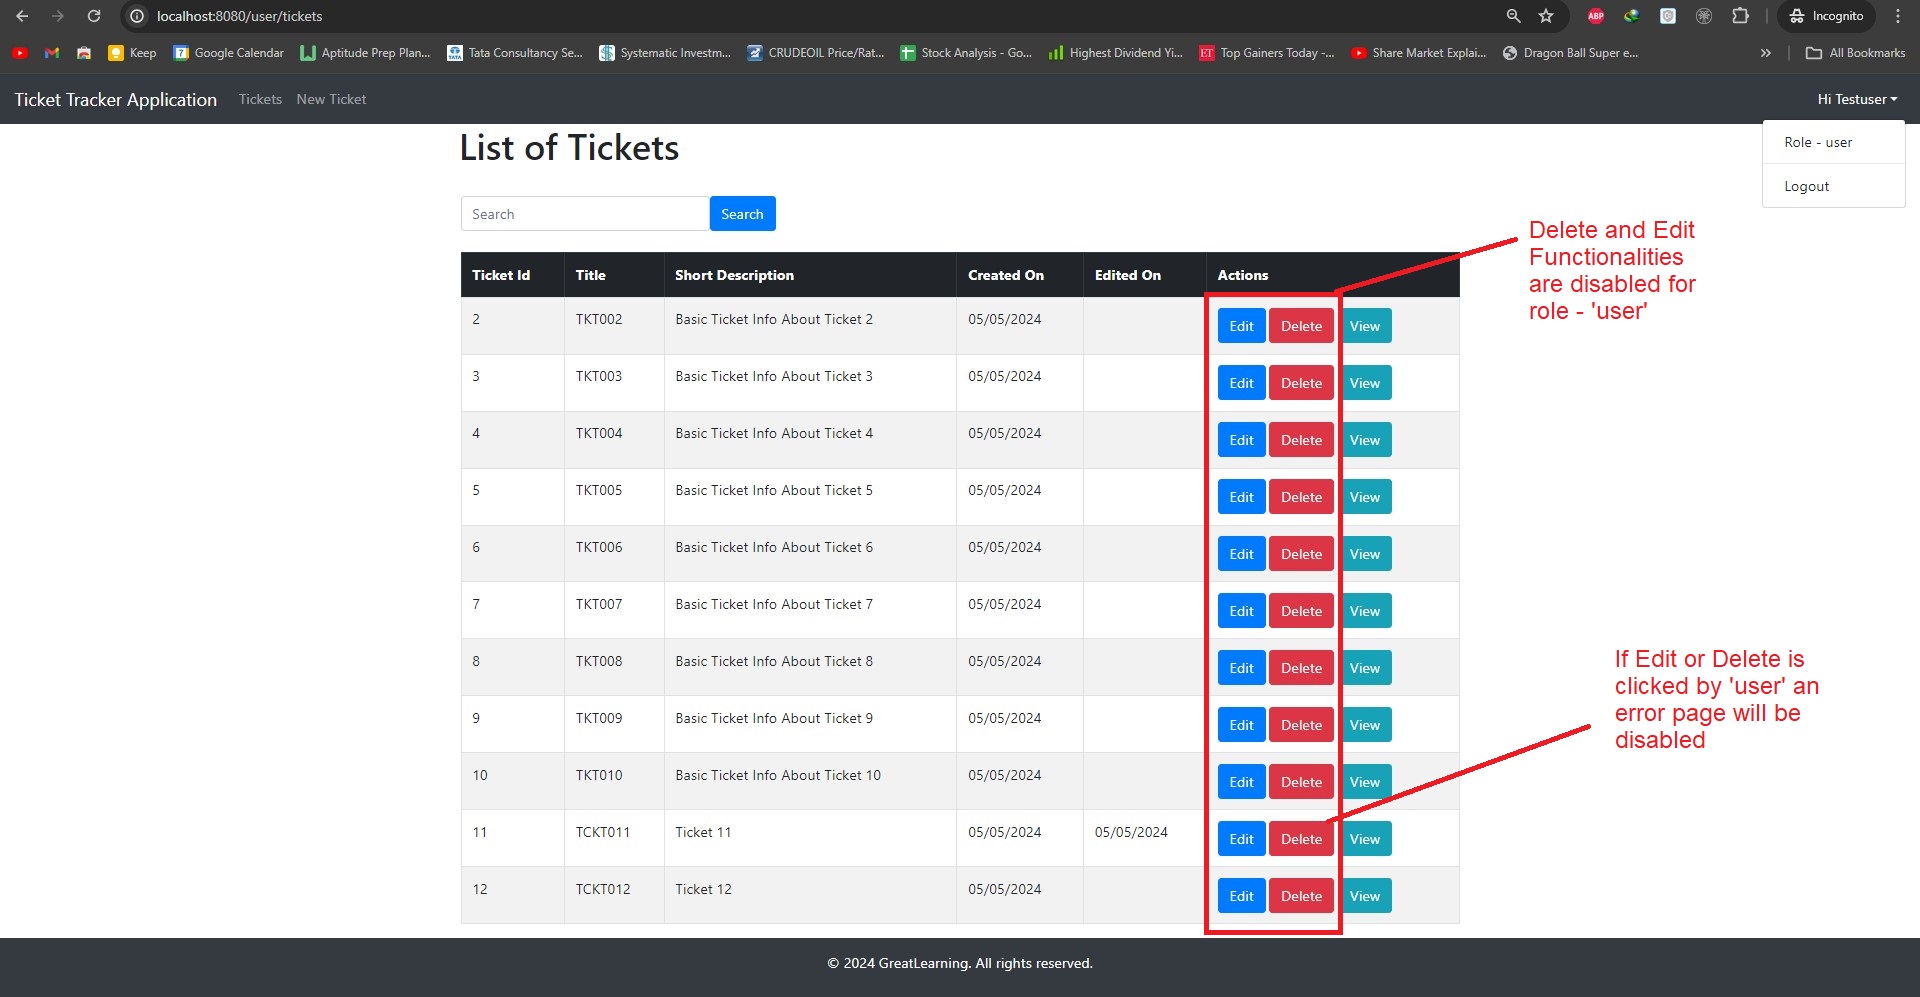 localhost:8080/user/tickets
ABP
Incognito
Keep
7 Google Calendar
Aptitude Prep Plan...
TATA Tata Consultancy Se...
Systematic Investm...
CRUDEOIL Price/Rat...
Stock Analysis - Go...
Highest Dividend Yi...
ET Top Gainers Today -...
Share Market Explai...
Dragon Ball Super e...
» All Bookmarks
Ticket Tracker Application Tickets New Ticket Hi Testuser
Role - user
Logout
List of Tickets
Search Search
Delete and Edit
Functionalities
are disabled for
role - 'user'
Ticket Id Title Short Description Created On Edited On Actions
2 TKT002 Basic Ticket Info About Ticket 2 05/05/2024 Edit Delete View
3 TKT003 Basic Ticket Info About Ticket 3 05/05/2024 Edit Delete View
4 TKT004 Basic Ticket Info About Ticket 4 05/05/2024 Edit Delete View
5 TKT005 Basic Ticket Info About Ticket 5 05/05/2024 Edit Delete View
6 TKT006 Basic Ticket Info About Ticket 6 05/05/2024 Edit Delete View
7 TKT007 Basic Ticket Info About Ticket 7 05/05/2024 Edit Delete View
8 TKT008 Basic Ticket Info About Ticket 8 05/05/2024 Edit Delete View
9 TKT009 Basic Ticket Info About Ticket 9 05/05/2024 Edit Delete View
10 TKT010 Basic Ticket Info About Ticket 10 05/05/2024 Edit Delete View
11 TCKT011 Ticket 11 05/05/2024 05/05/2024 Edit Delete View
12 TCKT012 Ticket 12 05/05/2024 Edit Delete View
If Edit or Delete is
clicked by 'user' an
error page will be
disabled
© 2024 GreatLearning. All rights reserved.